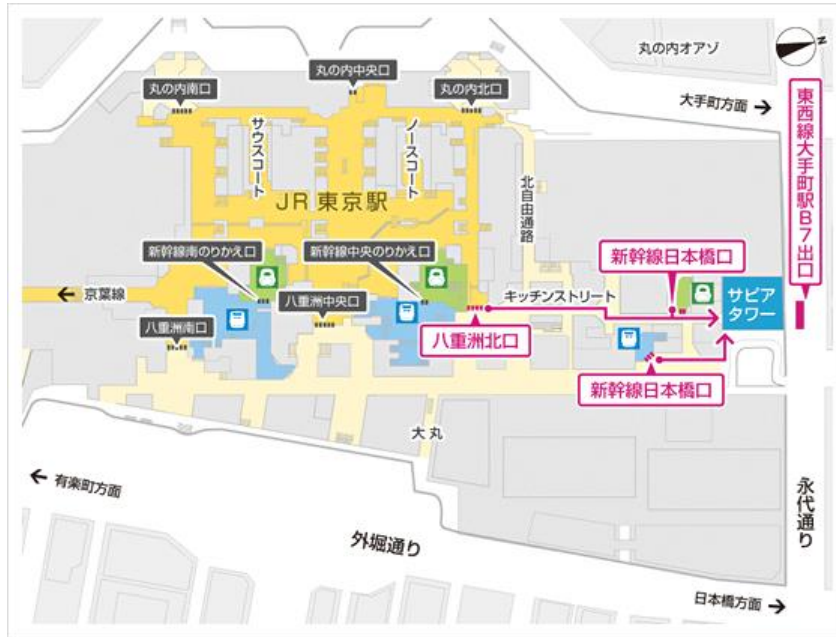 丸の内オアゾ
N
丸の内中央口
丸の内南口
丸の内北口
大手町方面
東西線大手町駅B7出口
サウスコート
ノースコート
北自由通路
JR 東京駅
新幹線南のりかえ口
新幹線中央のりかえ口
新幹線日本橋口
京葉線
八重洲中央口
キッチンストリート
サピア
タワー
八重洲南口
八重洲北口
新幹線日本橋口
大丸
有楽町方面
永代通り
外堀通り
日本橋方面